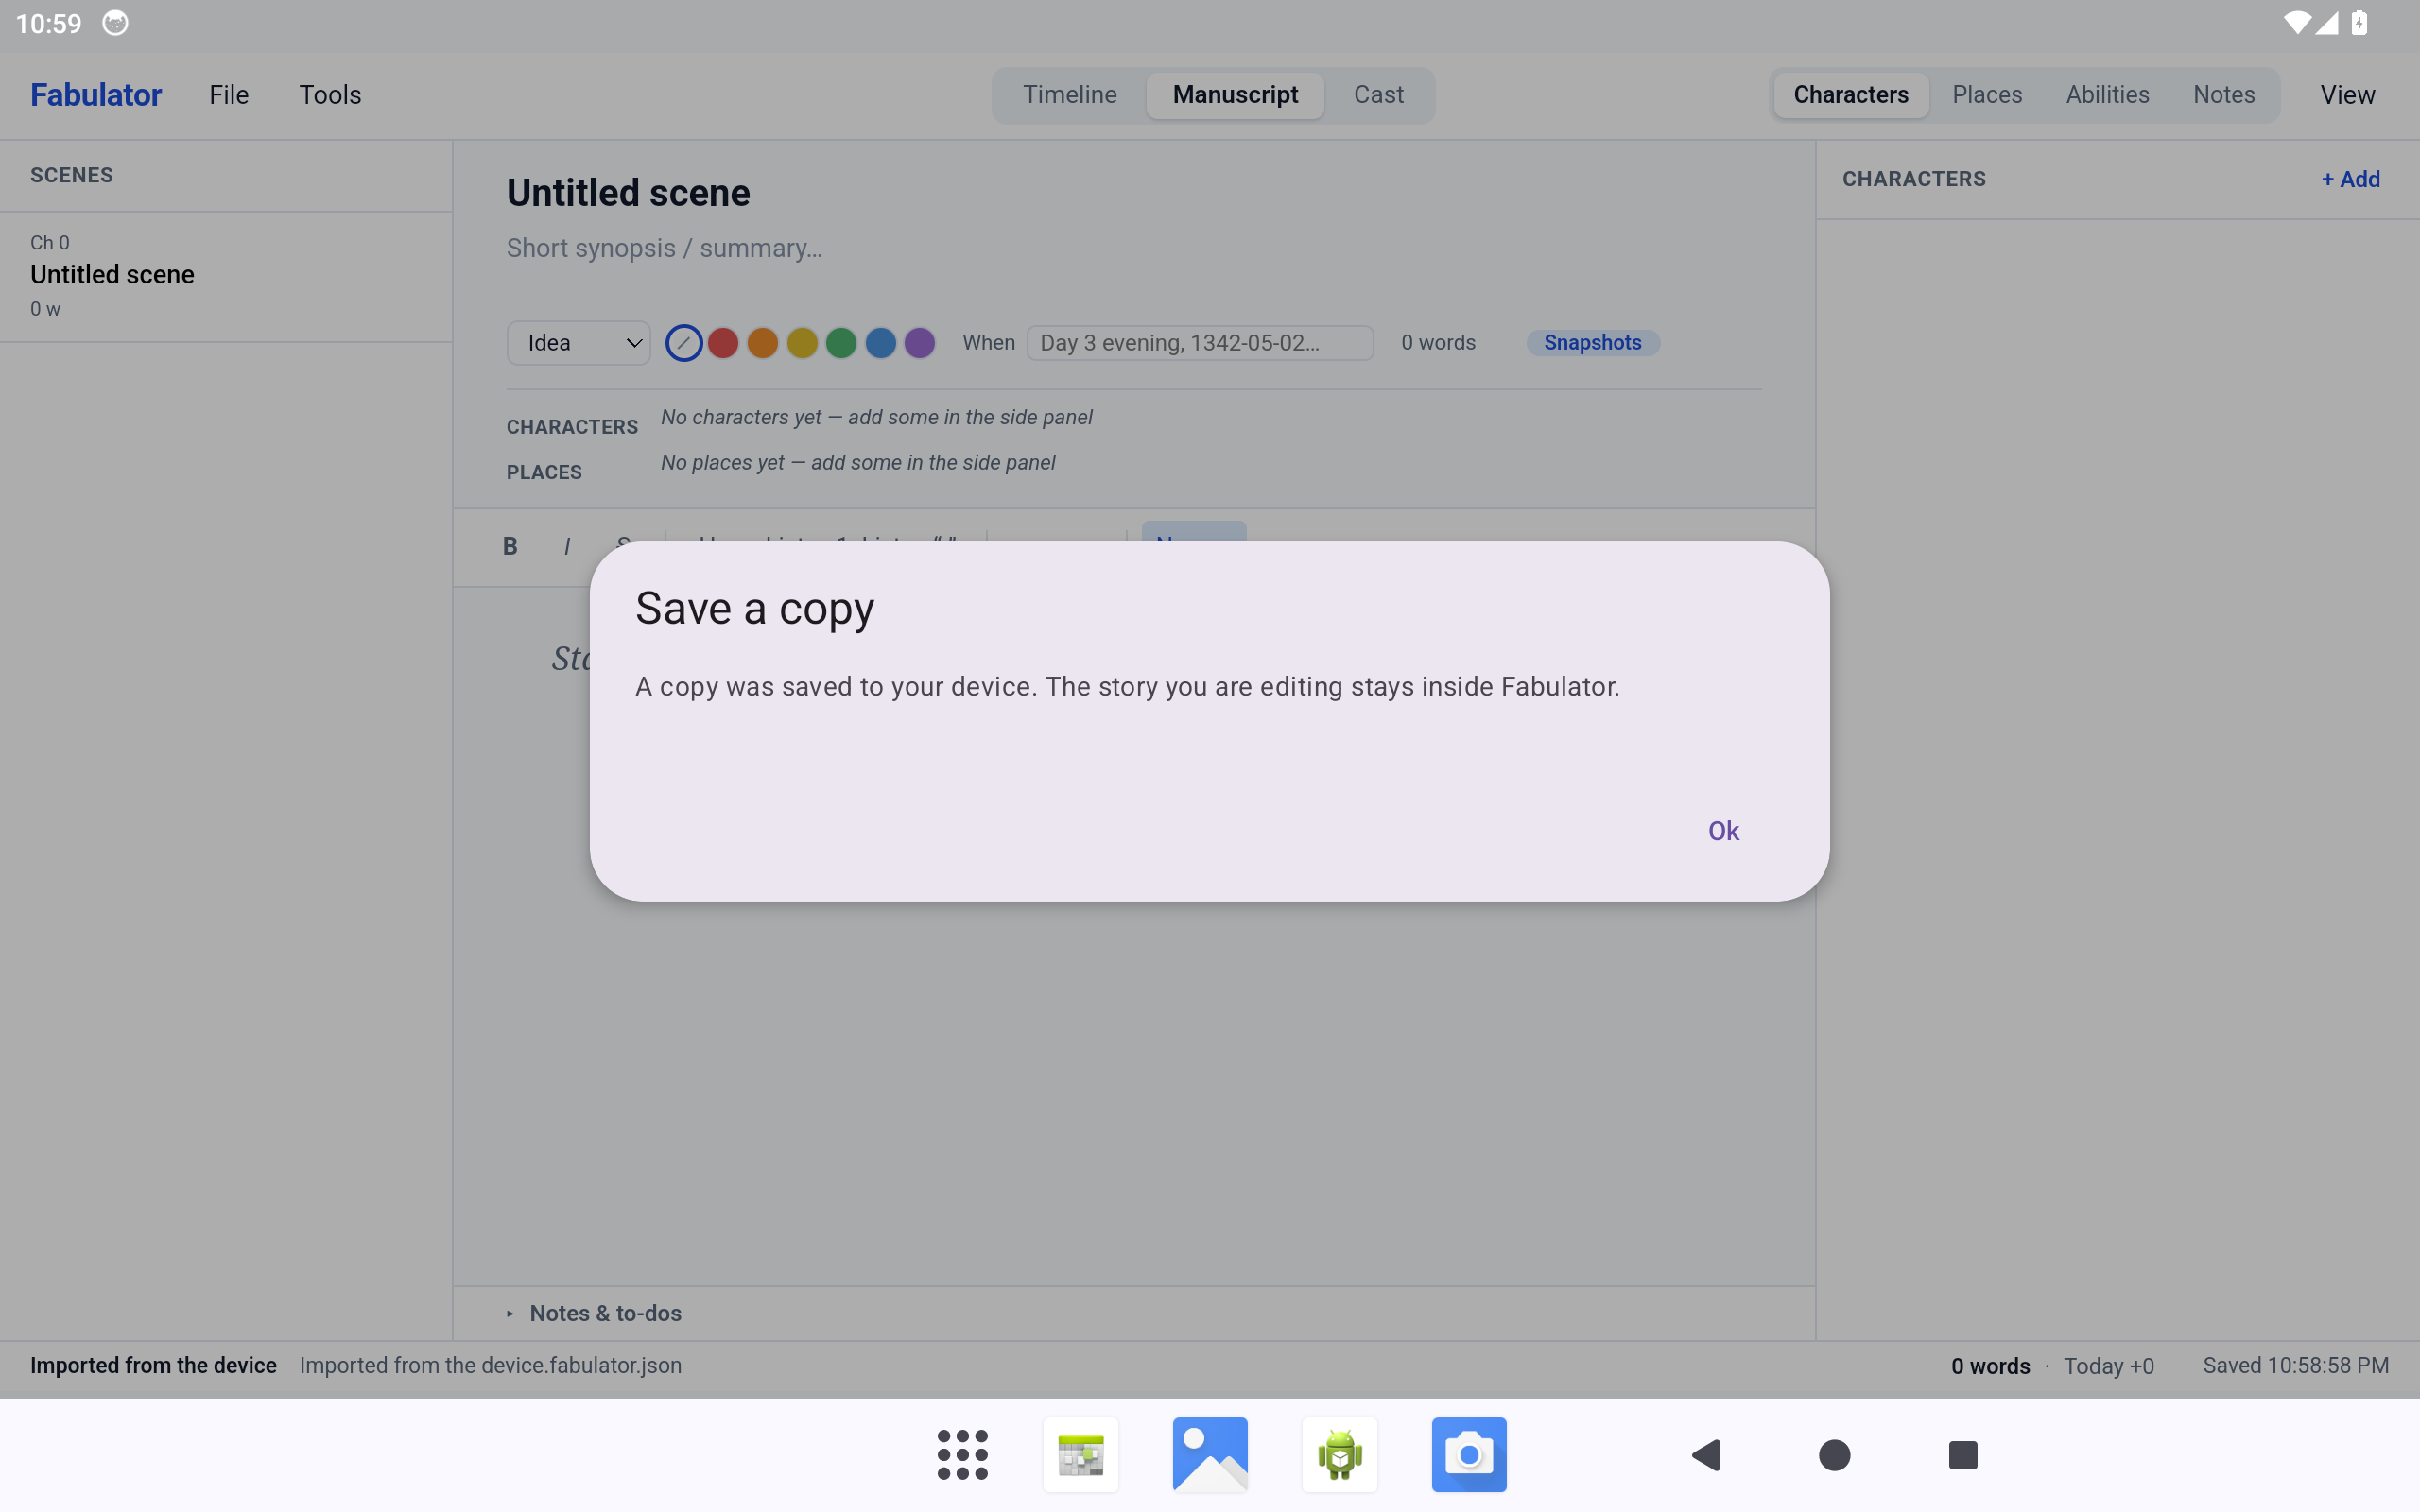 10:59
Fabulator File Tools Timeline Manuscript Cast Characters Places Abilities Notes View
SCENES
Ch 0
Untitled scene
0 w
Untitled scene
Short synopsis / summary...
Idea When Day 3 evening, 1342-05-02... 0 words Snapshots
CHARACTERS No characters yet — add some in the side panel
PLACES No places yet — add some in the side panel
B I
CHARACTERS + Add
Save a copy
A copy was saved to your device. The story you are editing stays inside Fabulator.
Ok
Notes & to-dos
Imported from the device Imported from the device.fabulator.json 0 words · Today +0 Saved 10:58:58 PM